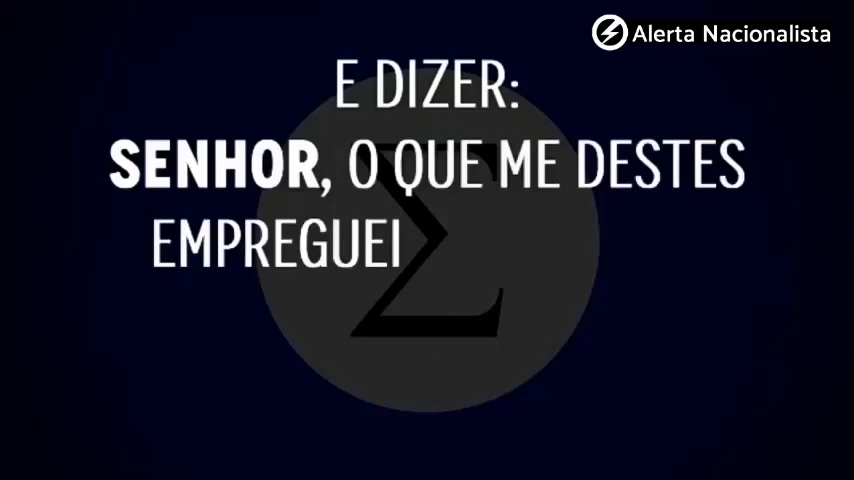 Alerta Nacionalista
E DIZER:
SENHOR, O QUE ME DESTES
EMPREGUEI
Σ